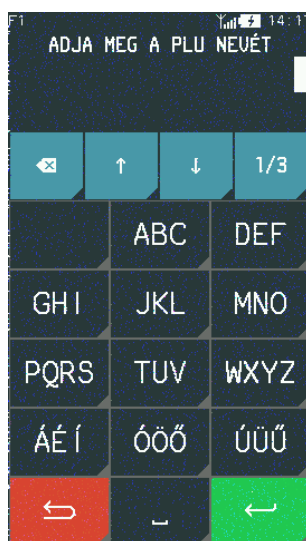 F1 14:1
ADJA MEG A PLU NEVÉT
1/3
ABC DEF
GHI JKL MNO
PQRS TUV WXYZ
ÁÉÍ ÓÖŐ ÚÜŰ